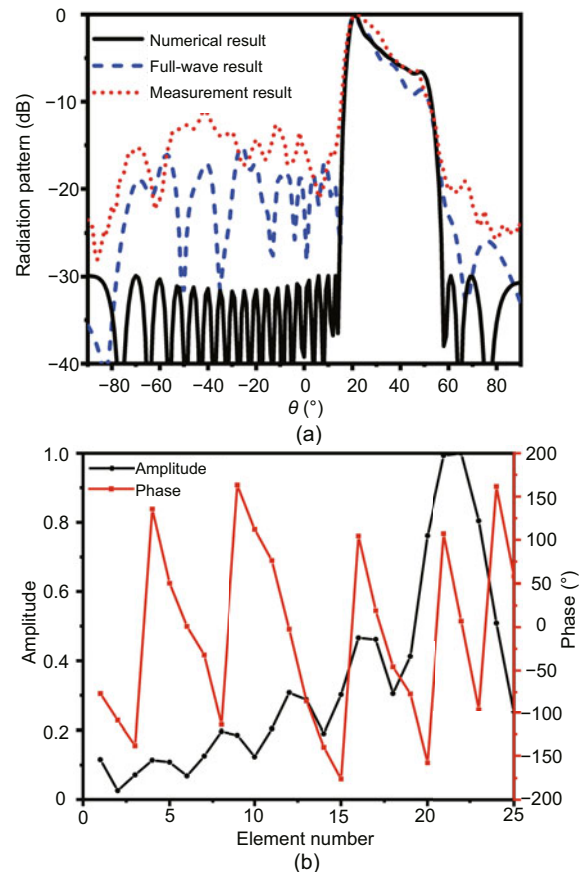 0
Numerical result
Full-wave result
Measurement result
−10
−20
−30
−40
Radiation pattern (dB)
−80 −60 −40 −20 0 20 40 60 80
θ (°)
(a)
1.0 200
Amplitude
Phase
150
0.8 100
50
0.6 0
0.4 −50
−100
0.2 −150
0 −200
Amplitude
Phase (°)
0 5 10 15 20 25
Element number
(b)